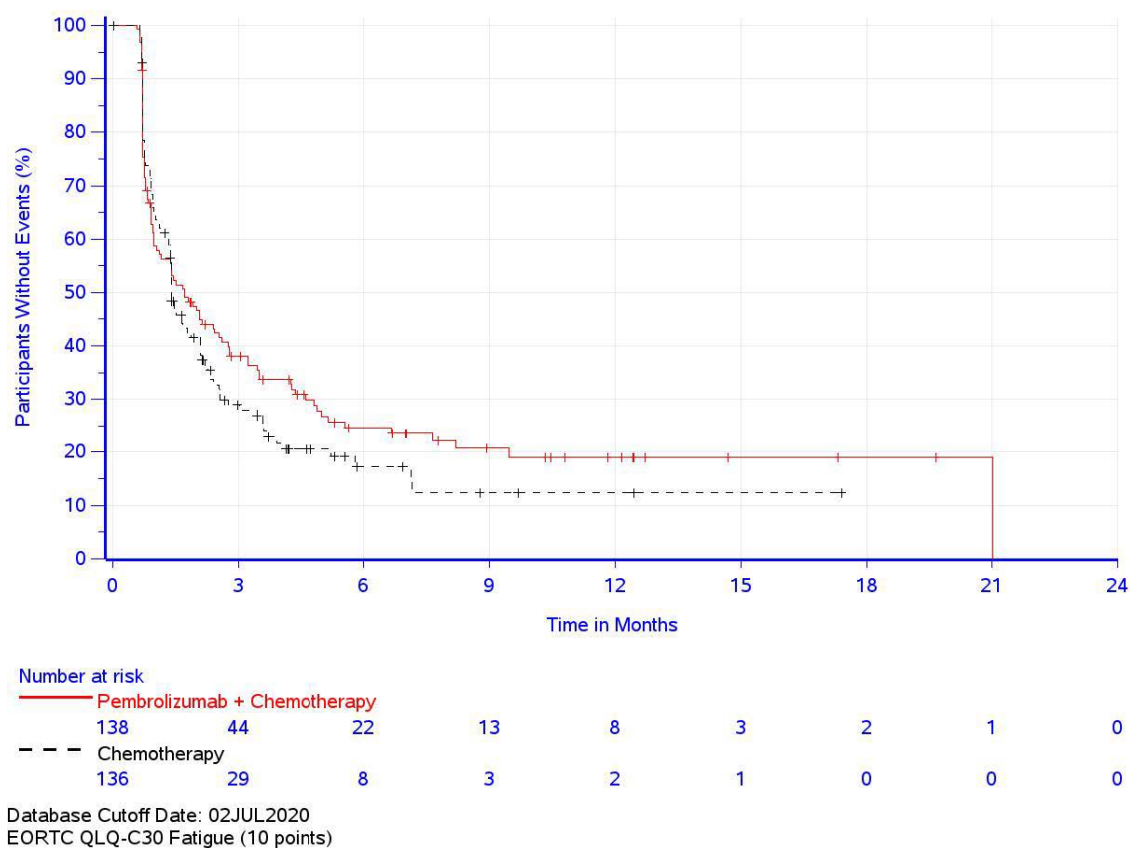 100
90
80
70
60
50
40
30
20
10
0
Participants Without Events (%)
0 3 6 9 12 15 18 21 24
Time in Months
Number at risk
Pembrolizumab + Chemotherapy
138 44 22 13 8 3 2 1 0
Chemotherapy
136 29 8 3 2 1 0 0 0
Database Cutoff Date: 02JUL2020
EORTC QLQ-C30 Fatigue (10 points)